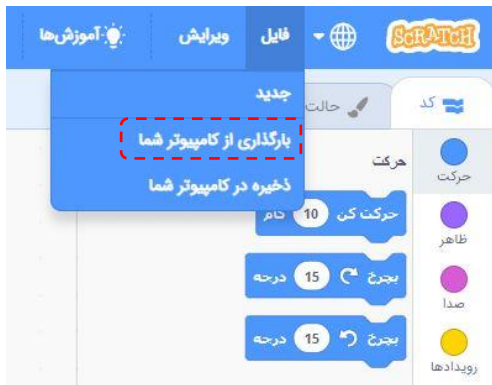 SCRATCH فایل ویرایش آموزش‌ها
جدید
بارگذاری از کامپیوتر شما
ذخیره در کامپیوتر شما
کد حالت
حرکت
حرکت
ظاهر
صدا
رویدادها
حرکت کن 10 گام
بچرخ 15 درجه
بچرخ 15 درجه